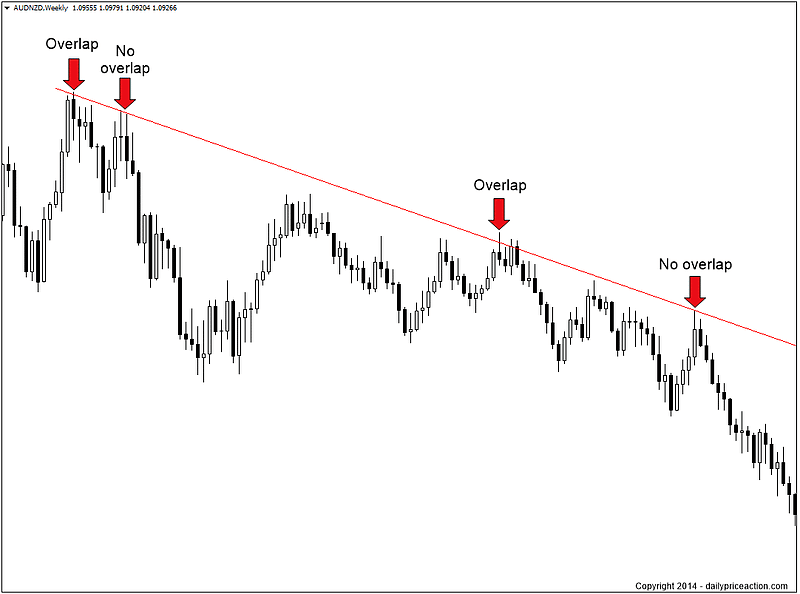 AUDNZD,Weekly 1.09555 1.09791 1.09204 1.09266
Overlap
No
overlap
Overlap
No overlap
Copyright 2014 - dailypriceaction.com